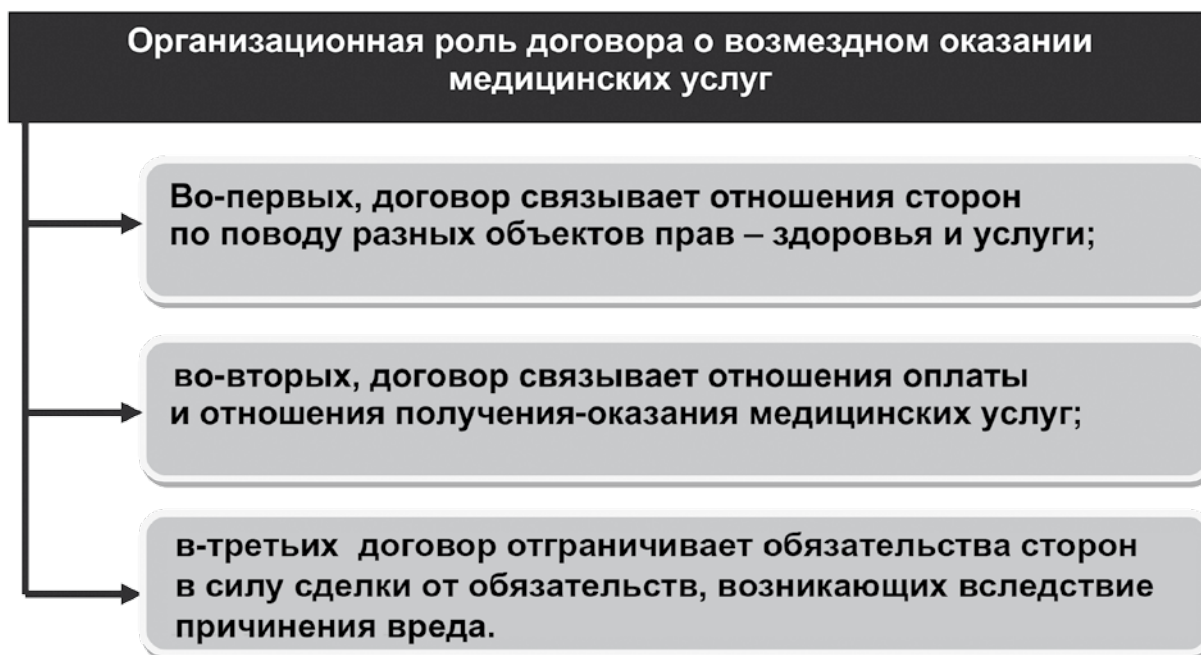 Организационная роль договора о возмездном оказании
медицинских услуг
Во-первых, договор связывает отношения сторон
по поводу разных объектов прав – здоровья и услуги;
во-вторых, договор связывает отношения оплаты
и отношения получения-оказания медицинских услуг;
в-третьих  договор отграничивает обязательства сторон
в силу сделки от обязательств, возникающих вследствие
причинения вреда.